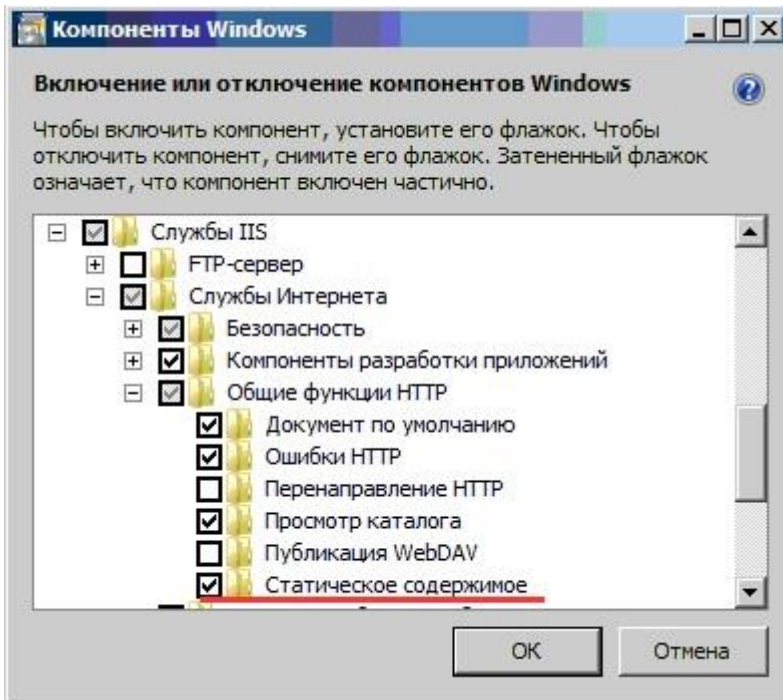 Компоненты Windows
Включение или отключение компонентов Windows
Чтобы включить компонент, установите его флажок. Чтобы
отключить компонент, снимите его флажок. Затененный флажок
означает, что компонент включен частично.
Службы IIS
FTP-сервер
Службы Интернета
Безопасность
Компоненты разработки приложений
Общие функции HTTP
Документ по умолчанию
Ошибки HTTP
Перенаправление HTTP
Просмотр каталога
Публикация WebDAV
Статическое содержимое
ОК
Отмена